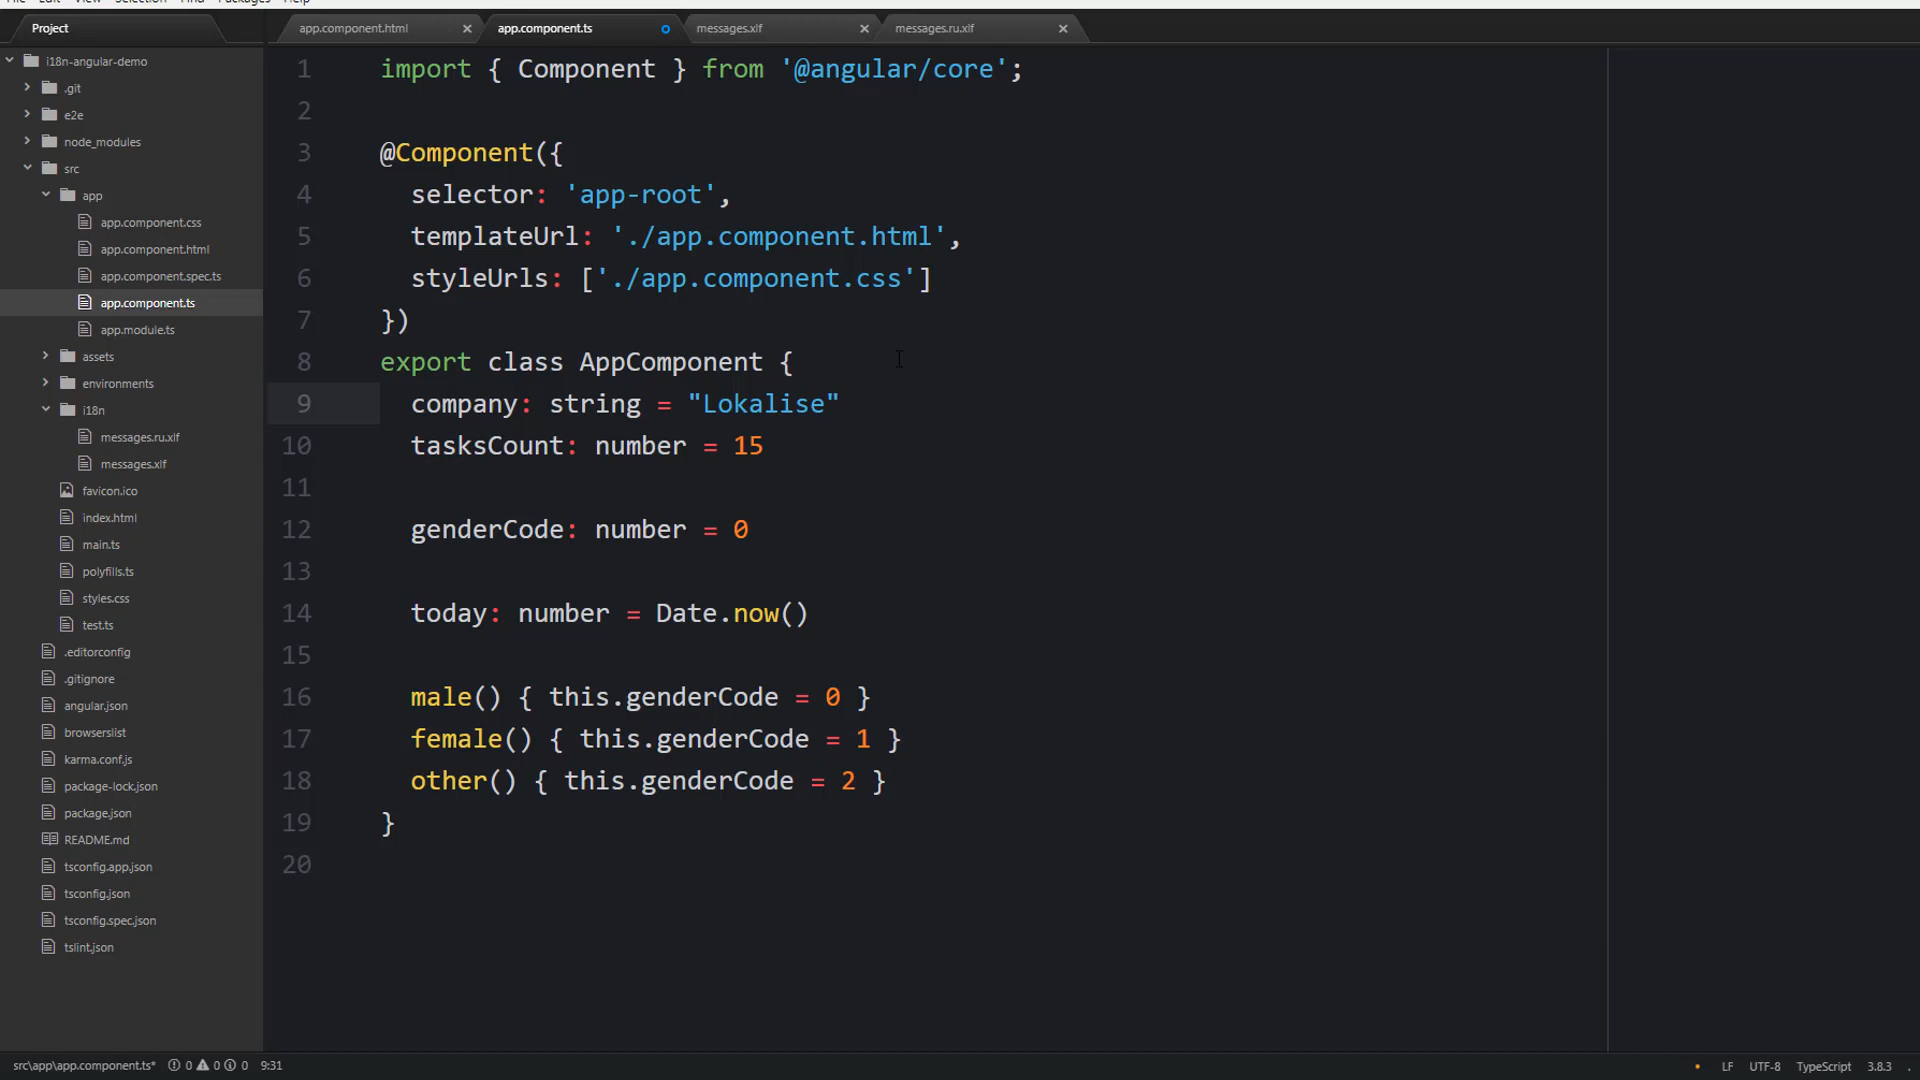 File Edit View Selection Find Packages Help
Project
app.component.html
app.component.ts
messages.xlf
messages.ru.xlf
i18n-angular-demo
.git
e2e
node_modules
src
app
app.component.css
app.component.html
app.component.spec.ts
app.component.ts
app.module.ts
assets
environments
i18n
messages.ru.xlf
messages.xlf
favicon.ico
index.html
main.ts
polyfills.ts
styles.css
test.ts
.editorconfig
.gitignore
angular.json
browserslist
karma.conf.js
package-lock.json
package.json
README.md
tsconfig.app.json
tsconfig.json
tsconfig.spec.json
tslint.json
1 import { Component } from '@angular/core';
2
3 @Component({
4 selector: 'app-root',
5 templateUrl: './app.component.html',
6 styleUrls: ['./app.component.css']
7 })
8 export class AppComponent {
9 company: string = "Lokalise"
10 tasksCount: number = 15
11
12 genderCode: number = 0
13
14 today: number = Date.now()
15
16 male() { this.genderCode = 0 }
17 female() { this.genderCode = 1 }
18 other() { this.genderCode = 2 }
19 }
20
src\app\app.component.ts* 0 0 0 9:31 LF UTF-8 TypeScript 3.8.3